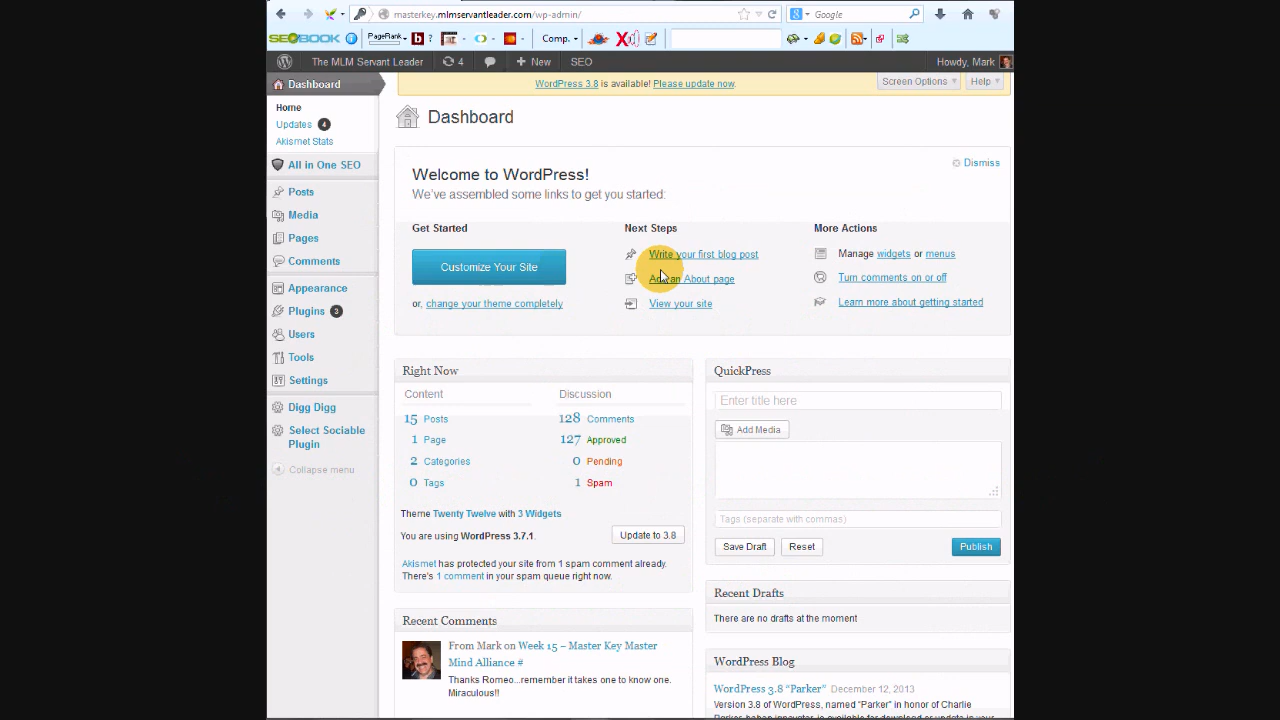 masterkey.mlmservantleader.com/wp-admin/
Google
SEOBOOK
PageRank
?
Comp.
The MLM Servant Leader
4
New
SEO
Howdy, Mark
Dashboard
Home
Updates 4
Akismet Stats
All in One SEO
Posts
Media
Pages
Comments
Appearance
Plugins 3
Users
Tools
Settings
Digg Digg
Select Sociable
Plugin
Collapse menu
WordPress 3.8 is available! Please update now.
Screen Options
Help
Dashboard
Dismiss
Welcome to WordPress!
We've assembled some links to get you started:
Get Started
Customize Your Site
or, change your theme completely
Next Steps
Write your first blog post
Add an About page
View your site
More Actions
Manage widgets or menus
Turn comments on or off
Learn more about getting started
Right Now
Content
15 Posts
1 Page
2 Categories
0 Tags
Discussion
128 Comments
127 Approved
0 Pending
1 Spam
Theme Twenty Twelve with 3 Widgets
You are using WordPress 3.7.1.
Update to 3.8
Akismet has protected your site from 1 spam comment already.
There's 1 comment in your spam queue right now.
Recent Comments
From Mark on Week 15 – Master Key Master
Mind Alliance #
Thanks Romeo...remember it takes one to know one.
Miraculous!!
QuickPress
Enter title here
Add Media
Tags (separate with commas)
Save Draft
Reset
Publish
Recent Drafts
There are no drafts at the moment
WordPress Blog
WordPress 3.8 “Parker” December 12, 2013
Version 3.8 of WordPress, named “Parker” in honor of Charlie